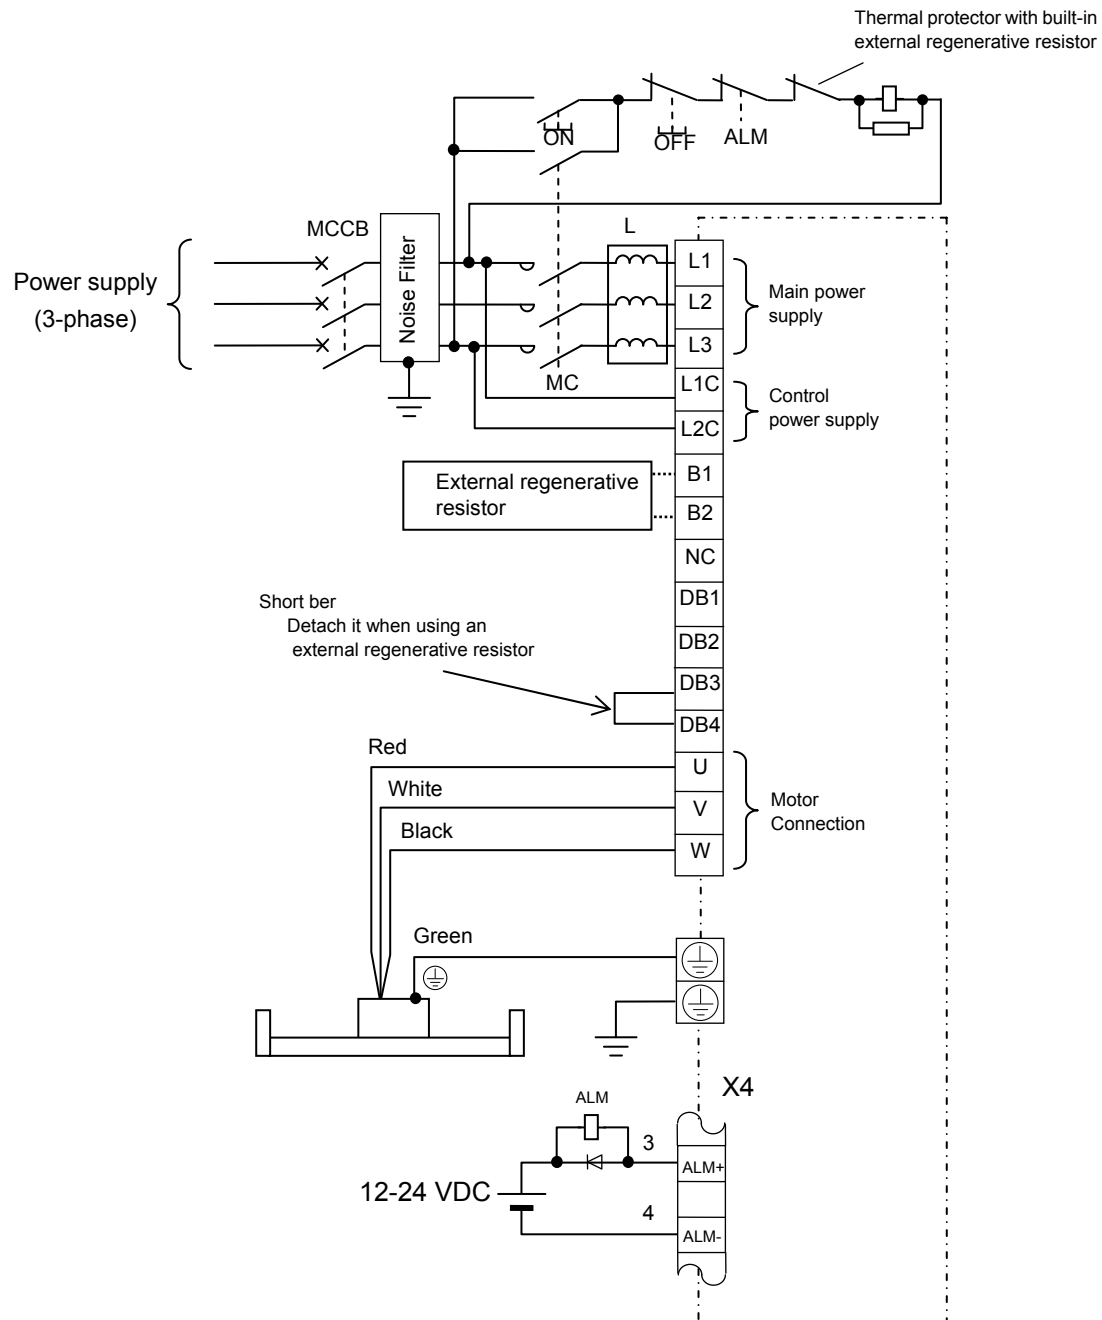 Thermal protector with built-in
external regenerative resistor
ON
OFF
ALM
MCCB
L
Noise Filter
Power supply
(3-phase)
L1
L2
L3
Main power
supply
MC
L1C
L2C
Control
power supply
External regenerative
resistor
B1
B2
NC
DB1
DB2
DB3
DB4
Short ber
Detach it when using an
external regenerative resistor
Red
White
Black
U
V
W
Motor
Connection
Green
X4
ALM
3
ALM+
12-24 VDC
4
ALM-